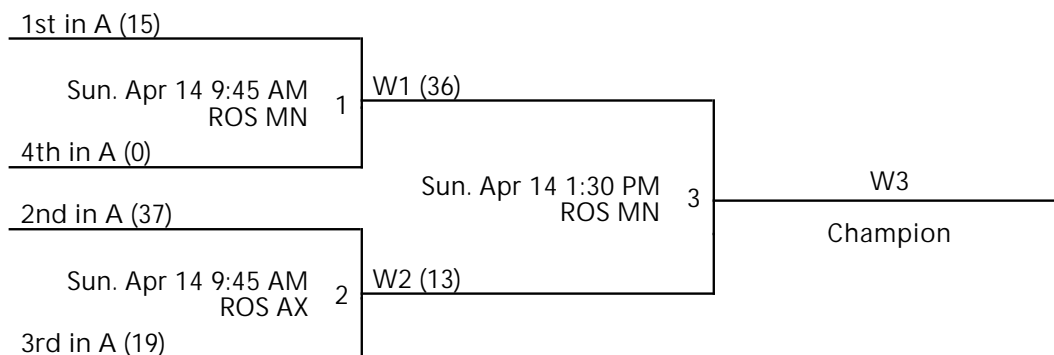 1st in A (15)
Sun. Apr 14 9:45 AM
ROS MN
1
W1 (36)
4th in A (0)
Sun. Apr 14 1:30 PM
ROS MN
3
W3
Champion
2nd in A (37)
Sun. Apr 14 9:45 AM
ROS AX
2
W2 (13)
3rd in A (19)